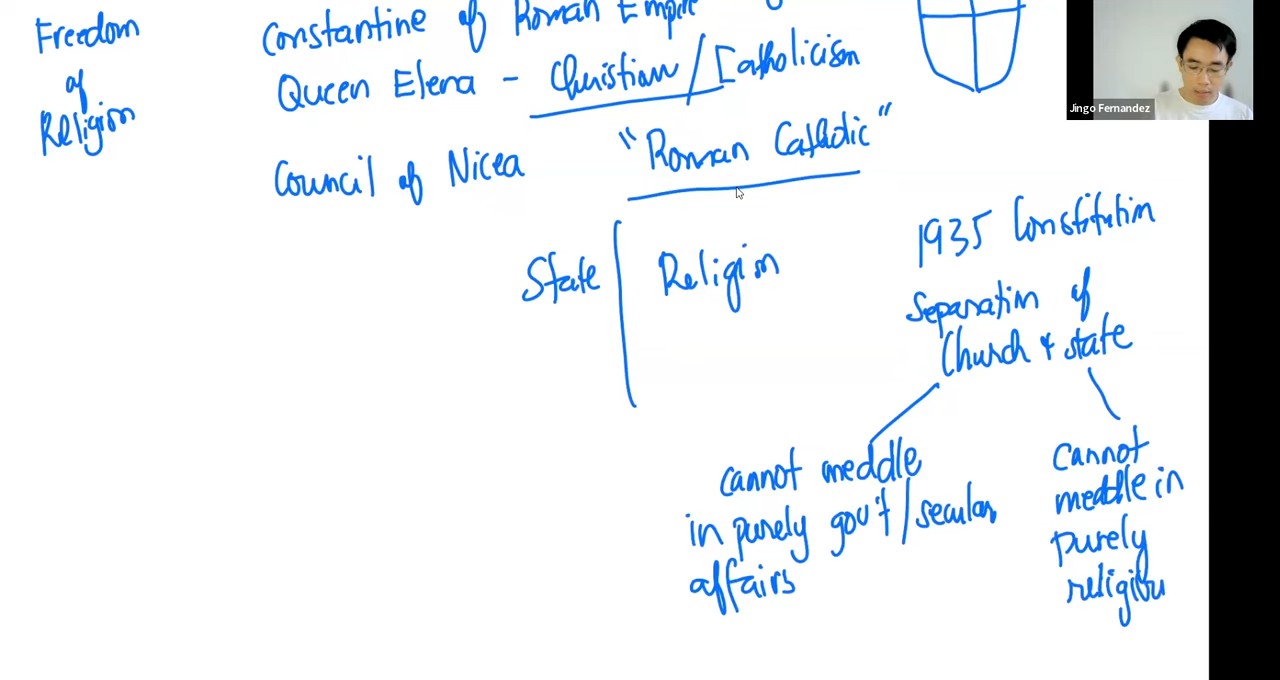 Freedom
of
Religion
Constantine of Roman Empire
Queen Elena - Christian / Catholicism
"Roman Catholic"
Council of Nicea
State Religion
1935 Constitution
Separation of
Church & state
cannot meddle
in purely gov't / secular
affairs
cannot
meddle in
purely
religiou
Jingo Fernandez